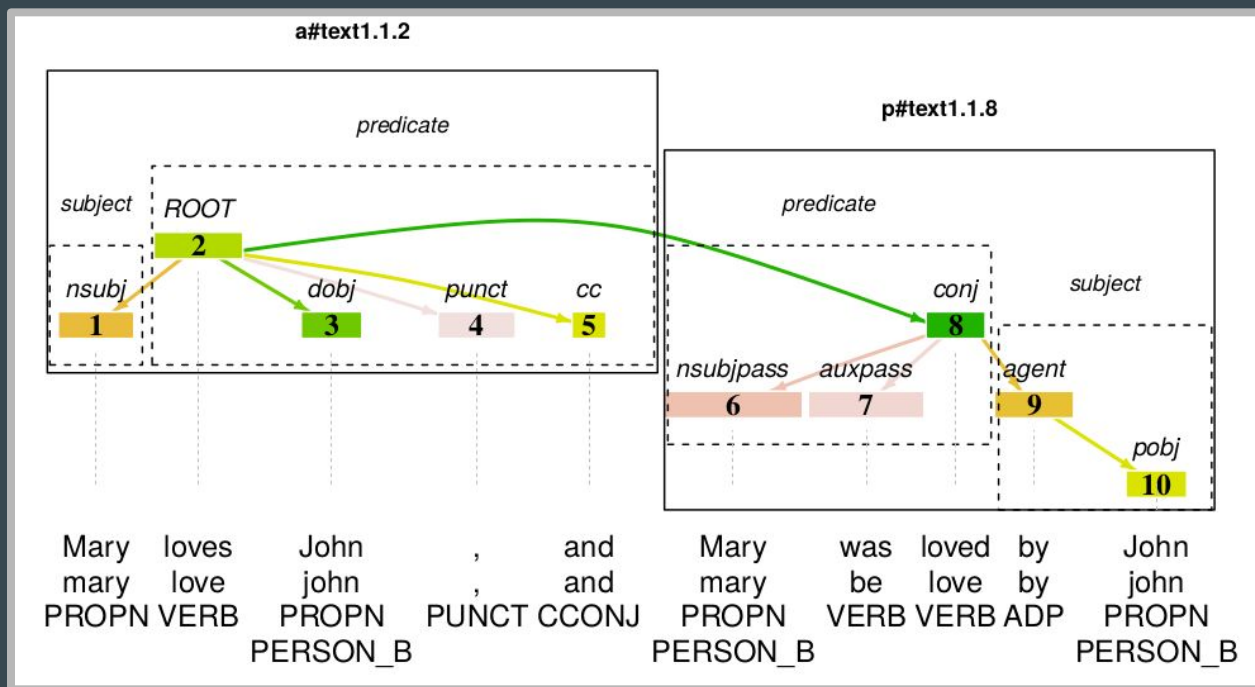 a#text1.1.2
p#text1.1.8
predicate
subject
ROOT
2
predicate
subject
nsubj
dobj
punct
cc
conj
1
3
4
5
8
nsubjpass
auxpass
agent
6
7
9
pobj
10
Mary loves John , and Mary was loved by John
mary love john , and mary be love by john
PROPN VERB PROPN PUNCT CCONJ PROPN VERB VERB ADP PROPN
PERSON_B PERSON_B PERSON_B